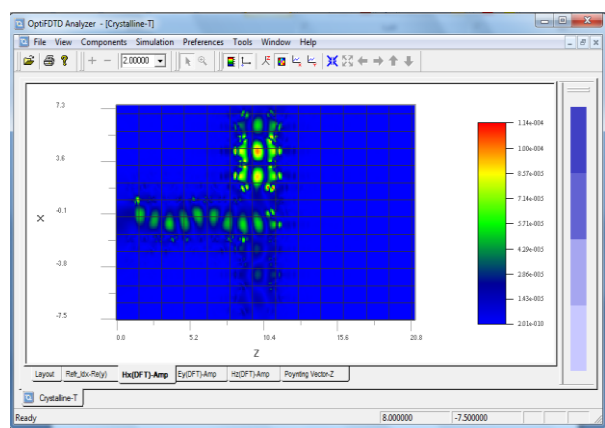 OptiFDTD Analyzer - [Crystalline-T]
File View Components Simulation Preferences Tools Window Help
2.00000
7.3
3.6
-0.1
-3.8
-7.5
X
0.0 5.2 10.4 15.6 20.8
Z
1.14e-004
1.00e-004
8.57e-005
7.14e-005
5.71e-005
4.29e-005
2.86e-005
1.43e-005
2.01e-010
Layout Refr_Idx-Re(y) Hx(DFT)-Amp Ey(DFT)-Amp Hz(DFT)-Amp Poynting Vector-Z
Crystalline-T
Ready 8.000000 -7.500000